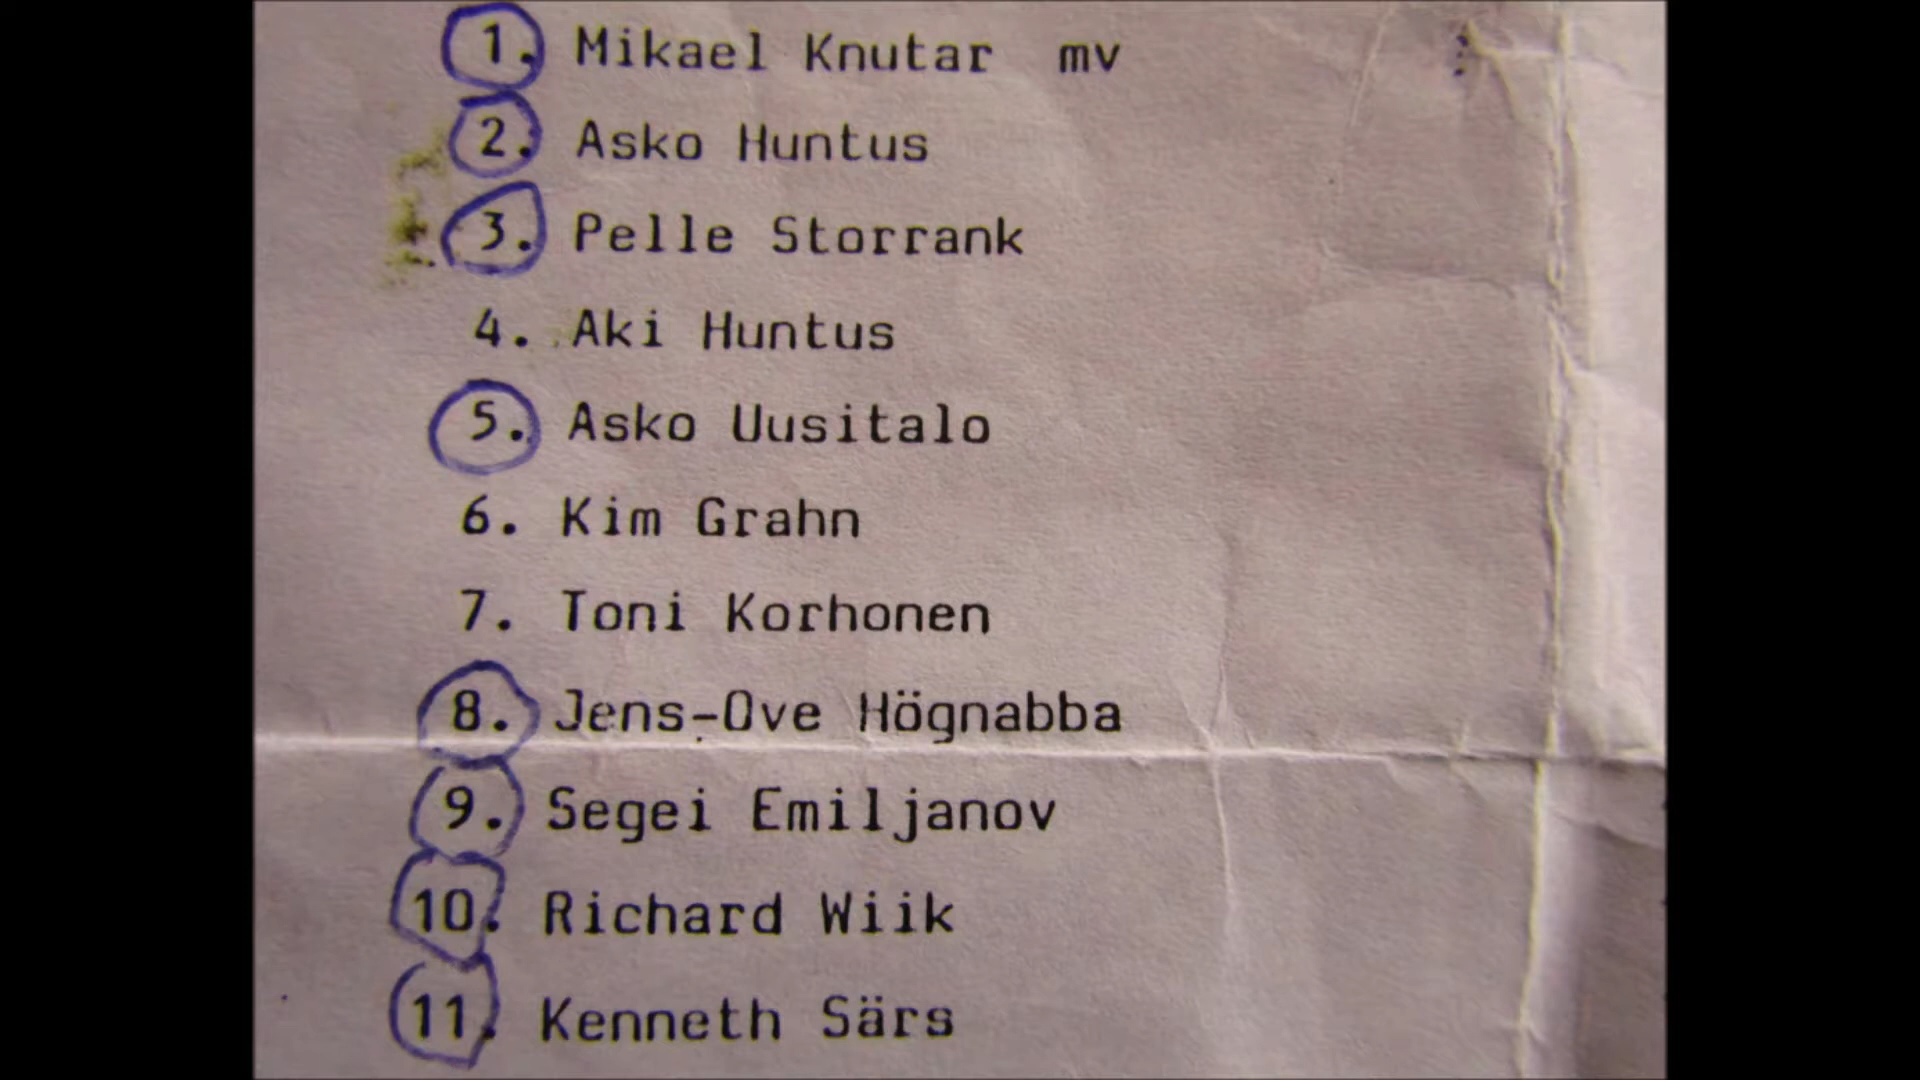 1. Mikael Knutar mv
2. Asko Huntus
3. Pelle Storrank
4. Aki Huntus
5. Asko Uusitalo
6. Kim Grahn
7. Toni Korhonen
8. Jens-Ove Högnabba
9. Segei Emiljanov
10. Richard Wiik
11. Kenneth Särs